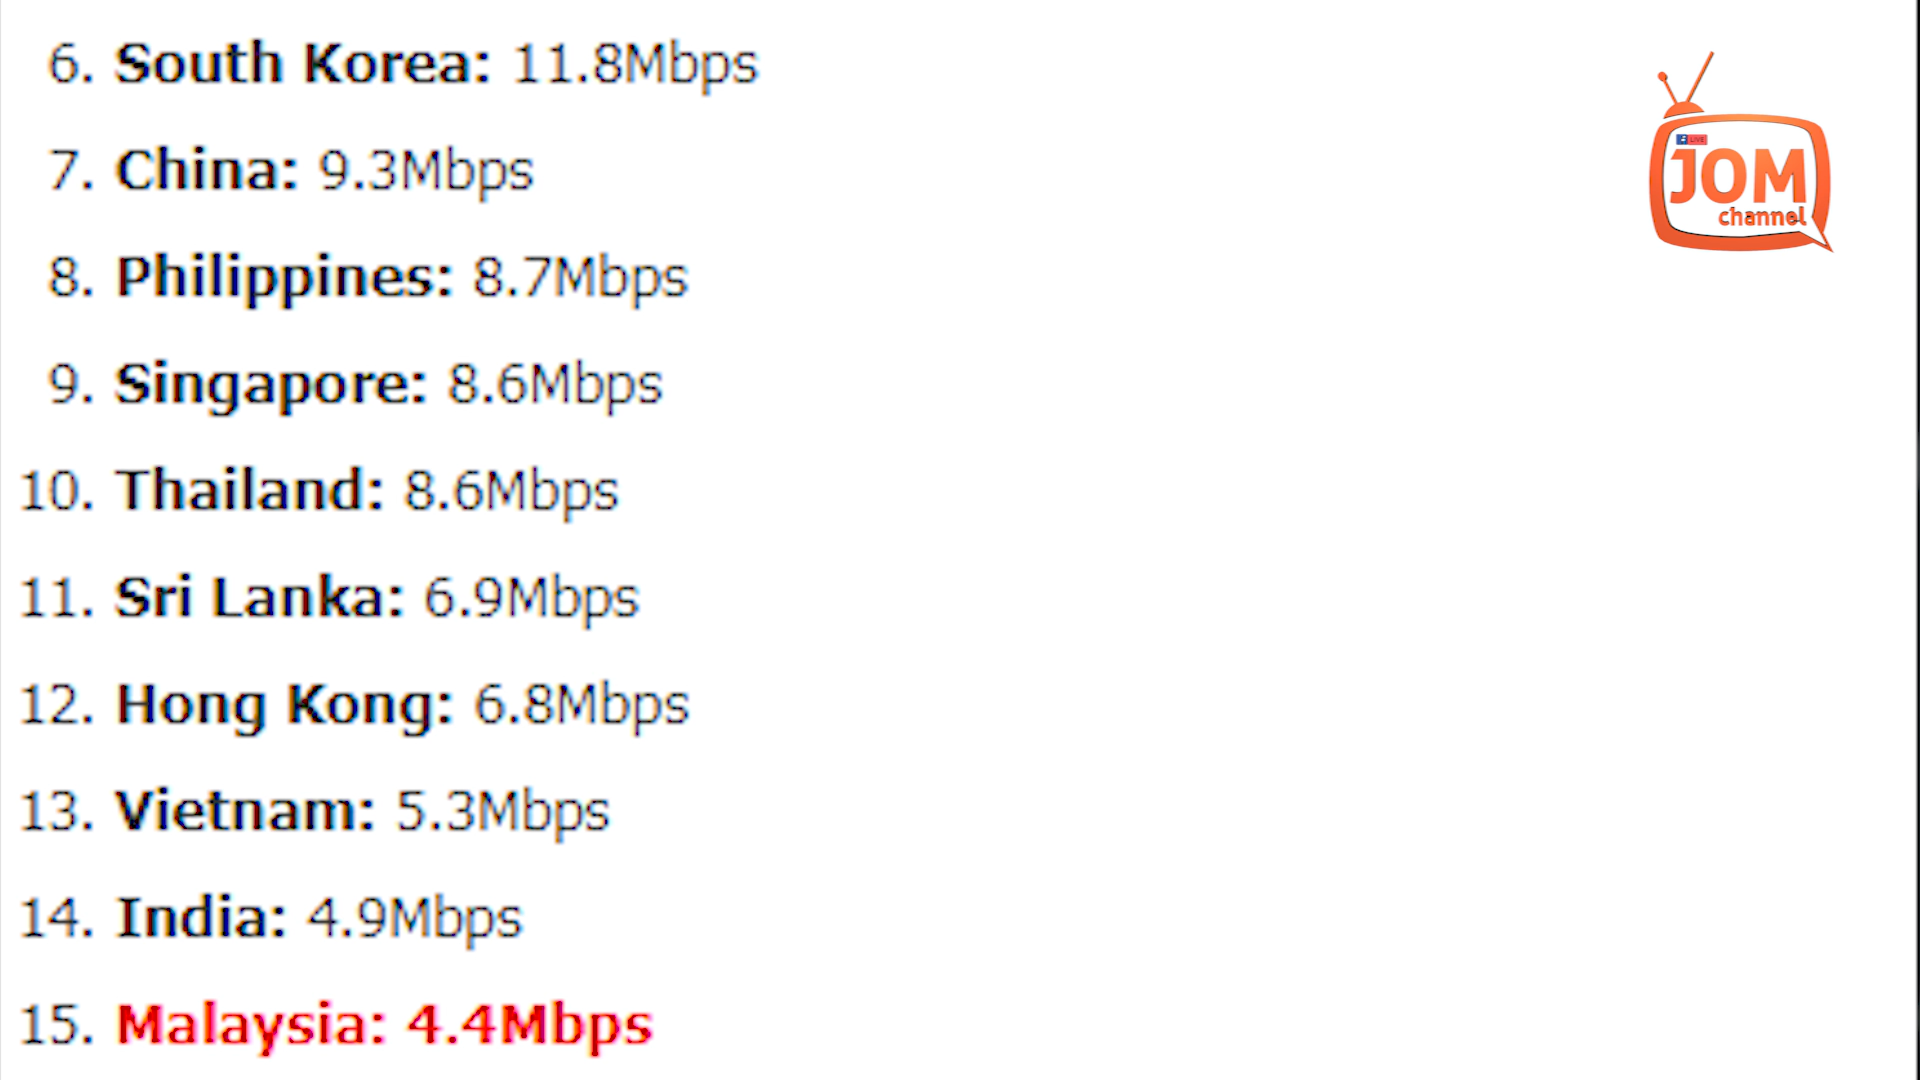 6. South Korea: 11.8Mbps
7. China: 9.3Mbps
8. Philippines: 8.7Mbps
9. Singapore: 8.6Mbps
10. Thailand: 8.6Mbps
11. Sri Lanka: 6.9Mbps
12. Hong Kong: 6.8Mbps
13. Vietnam: 5.3Mbps
14. India: 4.9Mbps
15. Malaysia: 4.4Mbps
LIVE
JOM
channel